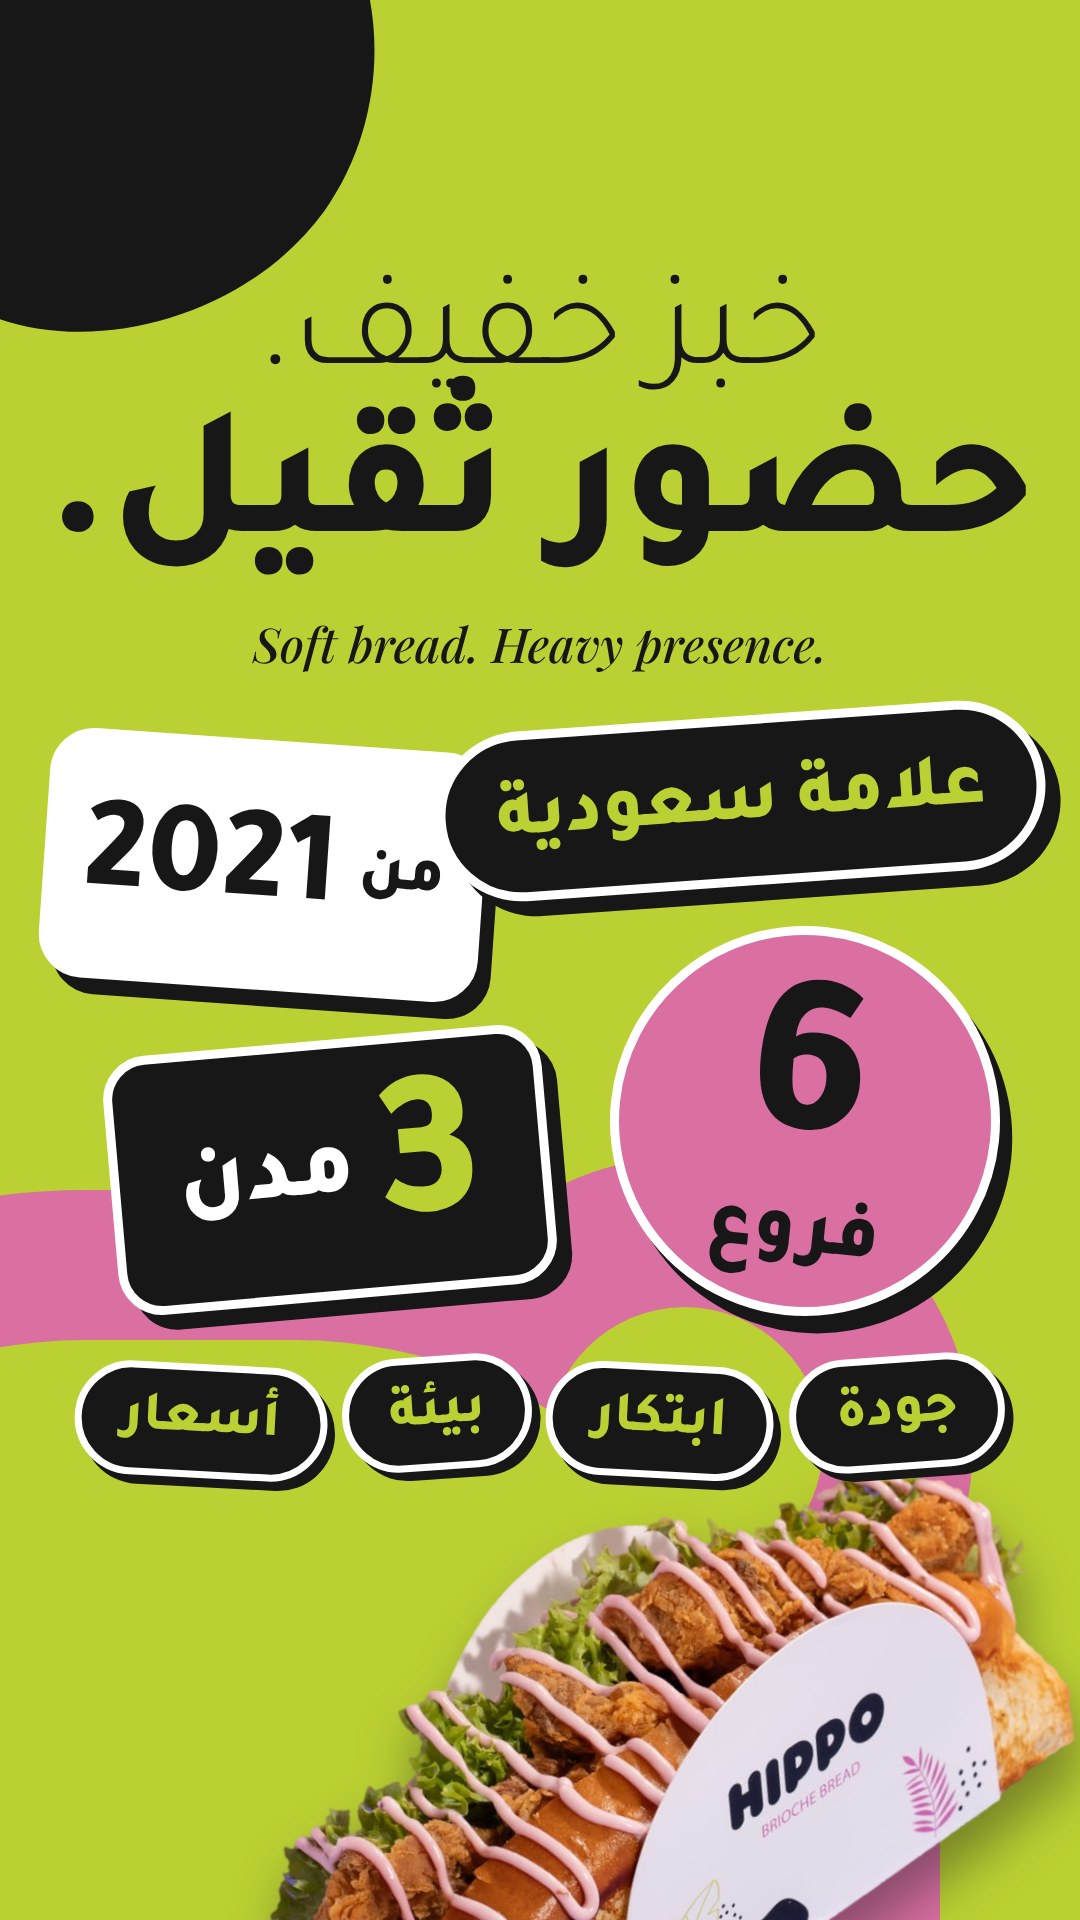 خبز خفيف.
حضور ثقيل.
Soft bread. Heavy presence.
علامة سعودية
من 2021
6
فروع
3 مدن
جودة
ابتكار
بيئة
أسعار
HIPPO
BRIOCHE BREAD